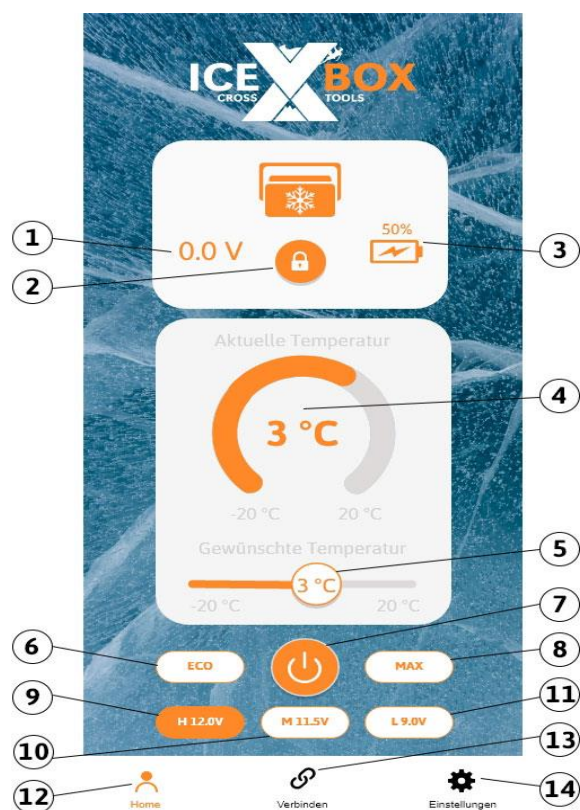 ICE X BOX
CROSS TOOLS
50%
1
0.0 V
3
2
Aktuelle Temperatur
4
3 °C
-20 °C 20 °C
Gewünschte Temperatur
5
3 °C
-20 °C 20 °C
7
6
ECO
MAX
8
9
H 12.0V
M 11.5V
L 9.0V
11
10
13
12
Home
Verbinden
Einstellungen
14